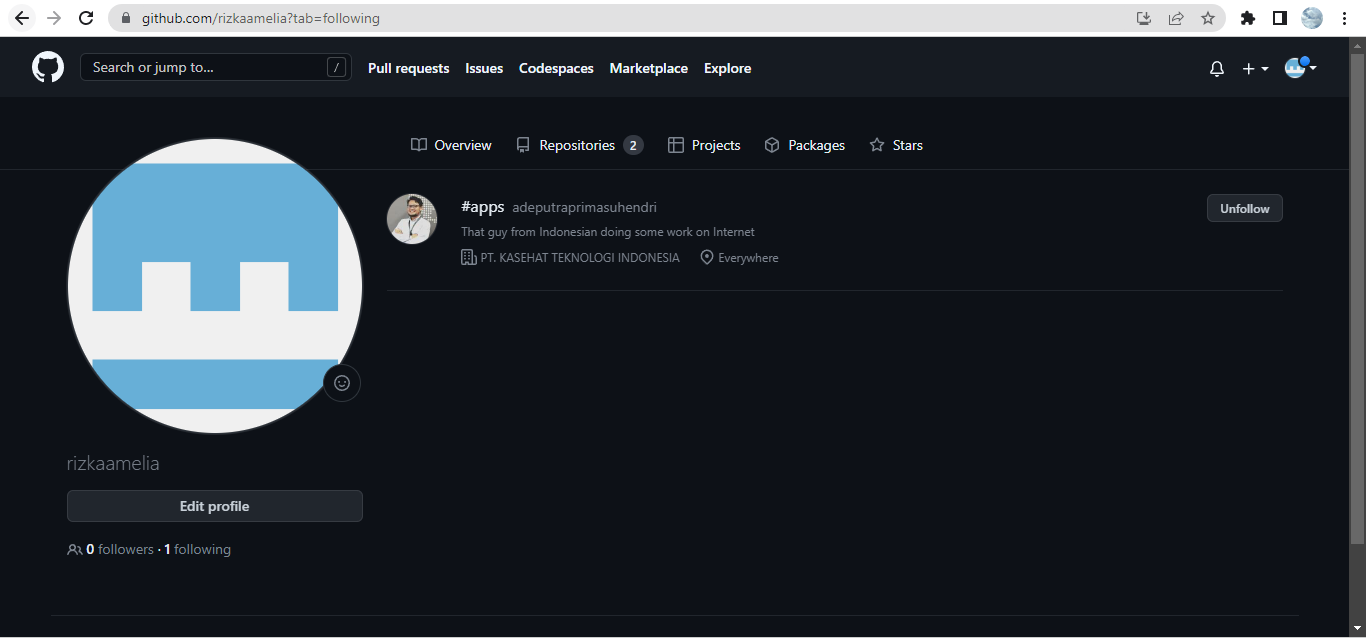 github.com/rizkaamelia?tab=following
Search or jump to... /
Pull requests Issues Codespaces Marketplace Explore
Overview Repositories 2 Projects Packages Stars
#apps adeputraprimasuhendri
Unfollow
That guy from Indonesian doing some work on Internet
PT. KASEHAT TEKNOLOGI INDONESIA Everywhere
rizkaamelia
Edit profile
0 followers · 1 following